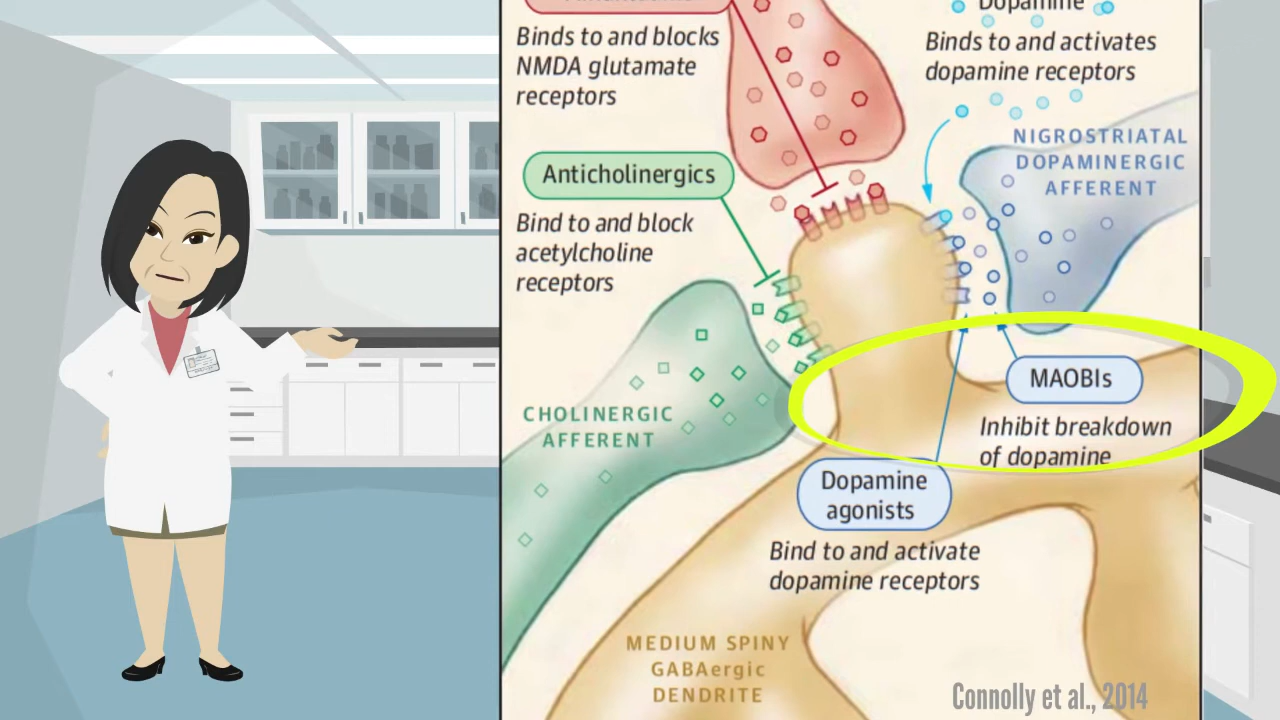 Binds to and blocks
NMDA glutamate
receptors
Dopamine
Binds to and activates
dopamine receptors
NIGROSTRIATAL
DOPAMINERGIC
AFFERENT
Anticholinergics
Bind to and block
acetylcholine
receptors
CHOLINERGIC
AFFERENT
MAOBIs
Inhibit breakdown
of dopamine
Dopamine
agonists
Bind to and activate
dopamine receptors
MEDIUM SPINY
GABAergic
DENDRITE
Connolly et al., 2014